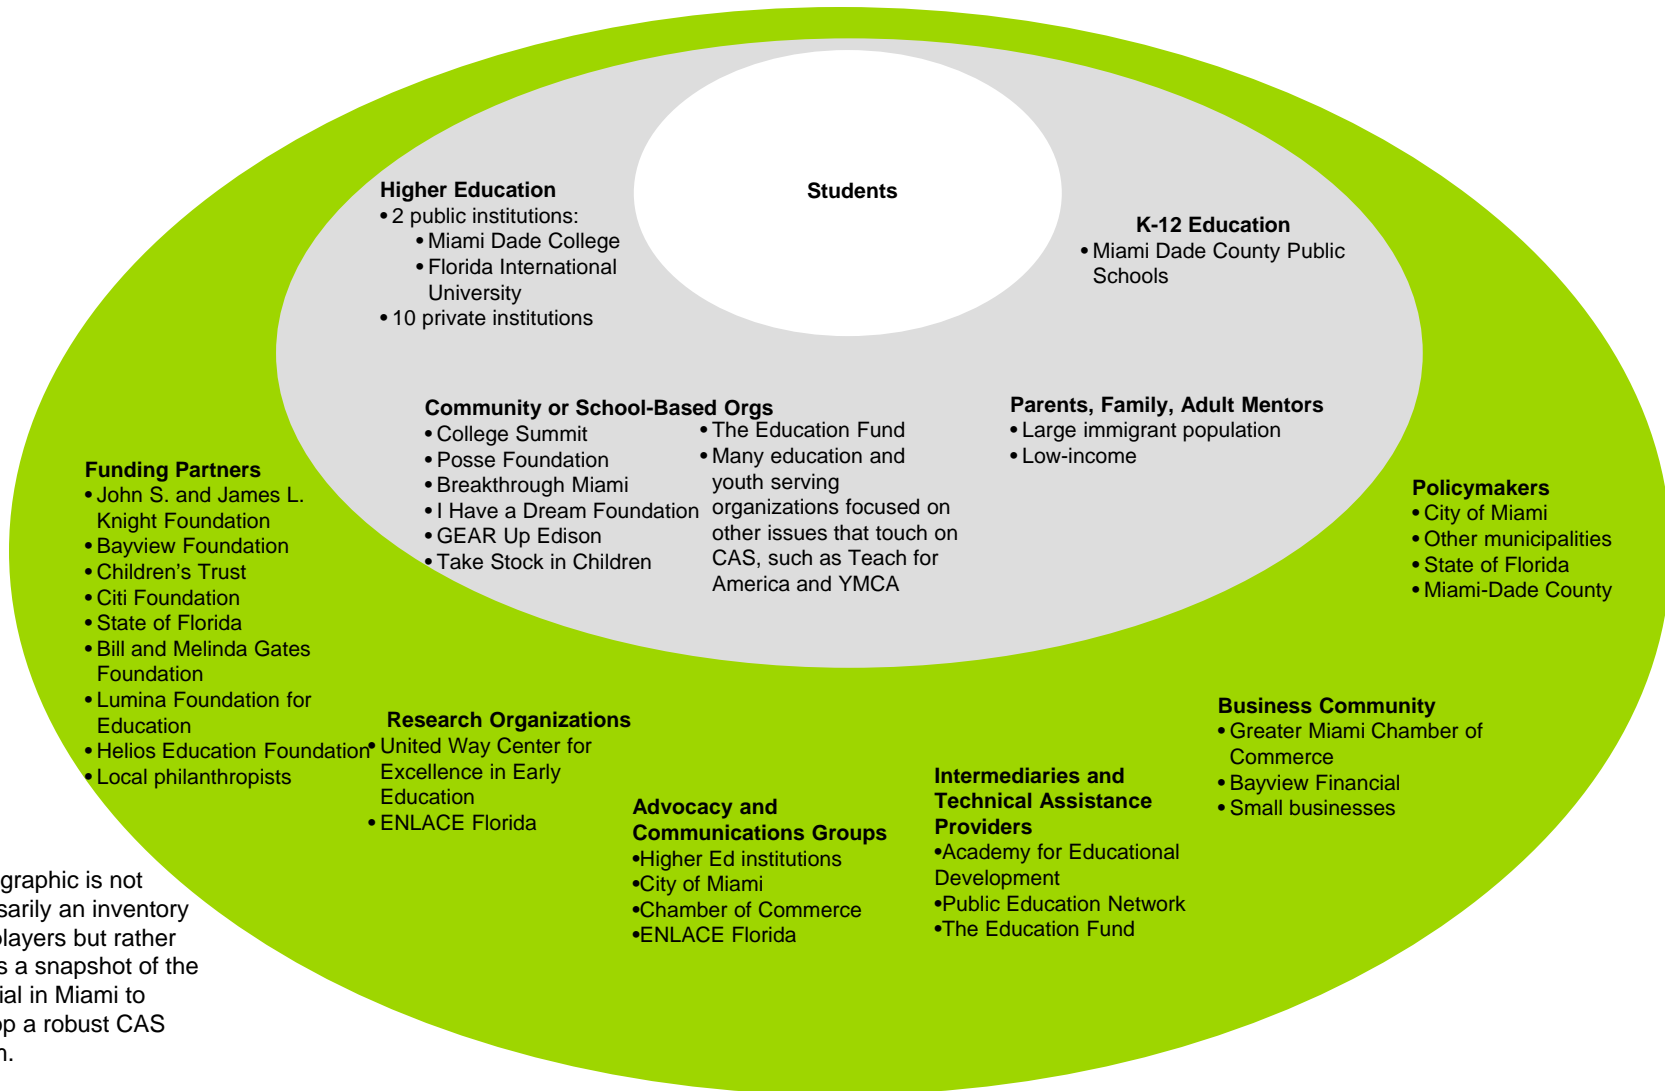 Students
Higher Education
• 2 public institutions:
• Miami Dade College
• Florida International
University
• 10 private institutions
K-12 Education
• Miami Dade County Public
Schools
Community or School-Based Orgs
• College Summit
• Posse Foundation
• Breakthrough Miami
• I Have a Dream Foundation
• GEAR Up Edison
• Take Stock in Children
• The Education Fund
• Many education and
youth serving
organizations focused on
other issues that touch on
CAS, such as Teach for
America and YMCA
Parents, Family, Adult Mentors
• Large immigrant population
• Low-income
Funding Partners
• John S. and James L.
Knight Foundation
• Bayview Foundation
• Children's Trust
• Citi Foundation
• State of Florida
• Bill and Melinda Gates
Foundation
• Lumina Foundation for
Education
• Helios Education Foundation
• Local philanthropists
Research Organizations
• United Way Center for
Excellence in Early
Education
• ENLACE Florida
Advocacy and
Communications Groups
•Higher Ed institutions
•City of Miami
•Chamber of Commerce
•ENLACE Florida
Intermediaries and
Technical Assistance
Providers
•Academy for Educational
Development
•Public Education Network
•The Education Fund
Business Community
• Greater Miami Chamber of
Commerce
• Bayview Financial
• Small businesses
Policymakers
• City of Miami
• Other municipalities
• State of Florida
• Miami-Dade County
graphic is not
sarily an inventory
layers but rather
s a snapshot of the
ial in Miami to
op a robust CAS